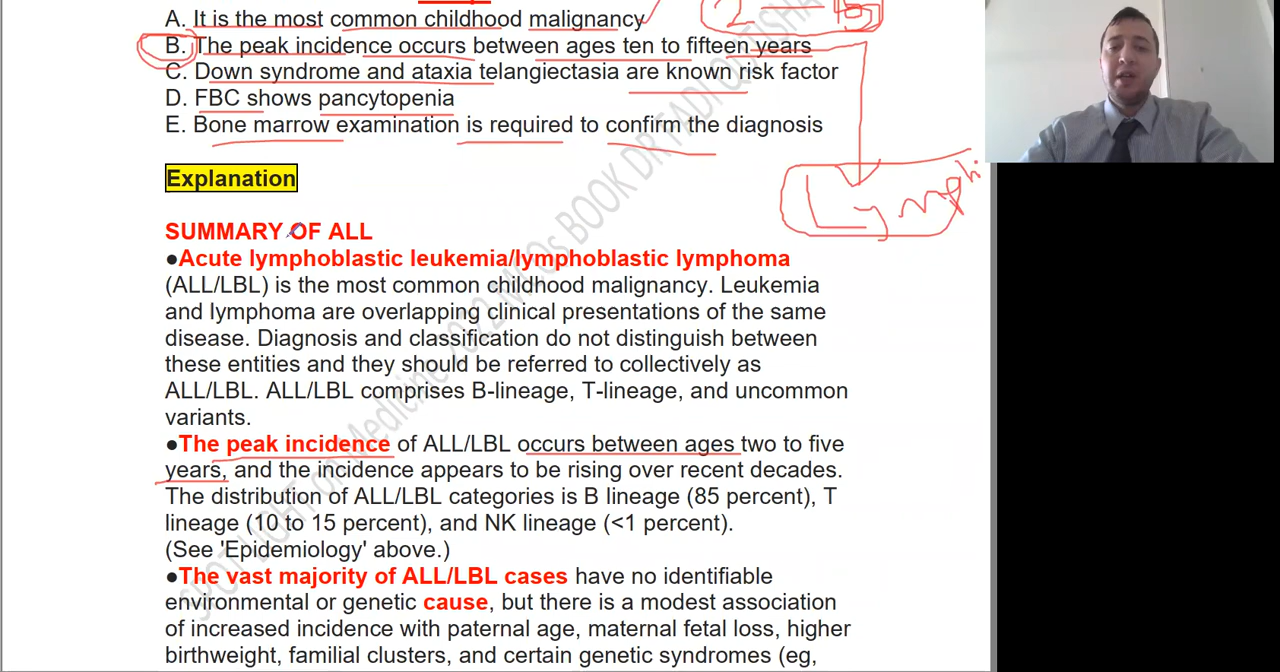 A. It is the most common childhood malignancy
B. The peak incidence occurs between ages ten to fifteen years
C. Down syndrome and ataxia telangiectasia are known risk factor
D. FBC shows pancytopenia
E. Bone marrow examination is required to confirm the diagnosis
Explanation
SUMMARY OF ALL
●Acute lymphoblastic leukemia/lymphoblastic lymphoma
(ALL/LBL) is the most common childhood malignancy. Leukemia
and lymphoma are overlapping clinical presentations of the same
disease. Diagnosis and classification do not distinguish between
these entities and they should be referred to collectively as
ALL/LBL. ALL/LBL comprises B-lineage, T-lineage, and uncommon
variants.
●The peak incidence of ALL/LBL occurs between ages two to five
years, and the incidence appears to be rising over recent decades.
The distribution of ALL/LBL categories is B lineage (85 percent), T
lineage (10 to 15 percent), and NK lineage (<1 percent).
(See 'Epidemiology' above.)
●The vast majority of ALL/LBL cases have no identifiable
environmental or genetic cause, but there is a modest association
of increased incidence with paternal age, maternal fetal loss, higher
birthweight, familial clusters, and certain genetic syndromes (eg,
Lymph